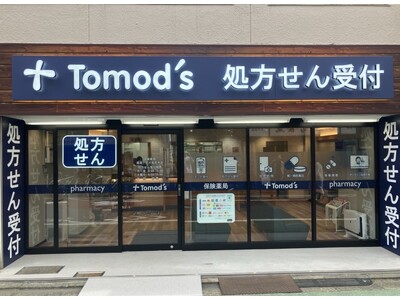 Tomod's 処方せん受付
処方せん受付
処方
せん
pharmacy
Tomod's
保険薬局
Tomod's
pharmacy
処方せん受付